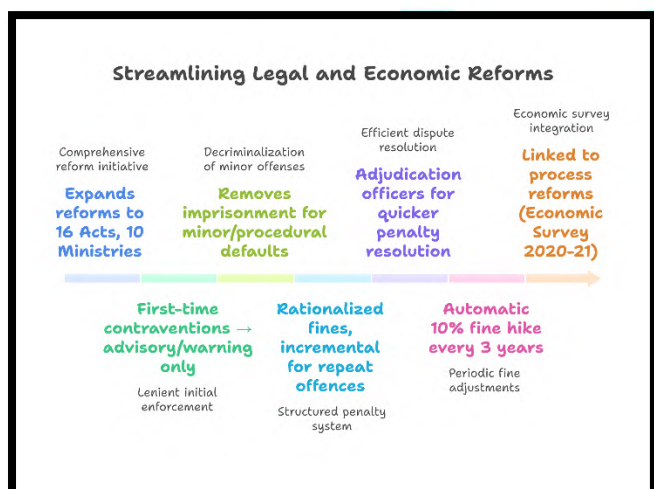 Streamlining Legal and Economic Reforms
Comprehensive
reform initiative
Expands
reforms to
16 Acts, 10
Ministries
First-time
contraventions →
advisory/warning
only
Lenient initial
enforcement
Decriminalization
of minor offenses
Removes
imprisonment for
minor/procedural
defaults
Rationalized
fines,
incremental
for repeat
offences
Structured penalty
system
Efficient dispute
resolution
Adjudication
officers for
quicker
penalty
resolution
Automatic
10% fine hike
every 3 years
Periodic fine
adjustments
Economic survey
integration
Linked to
process
reforms
(Economic
Survey
2020-21)